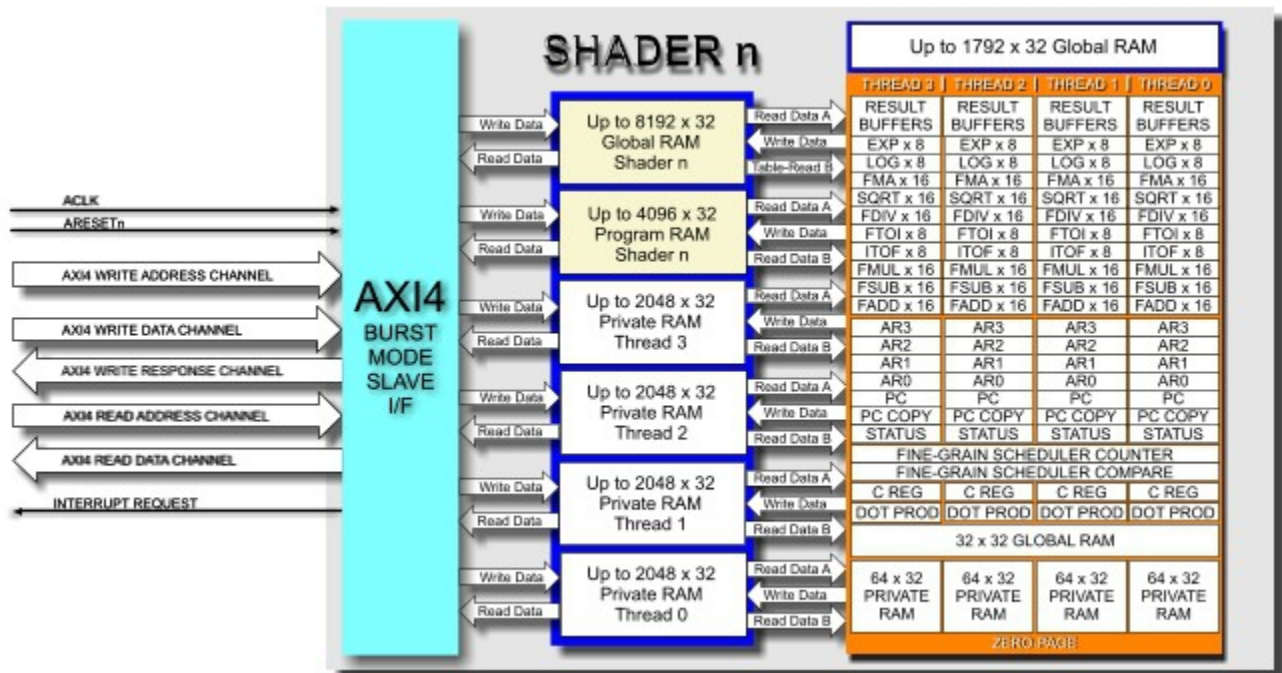 SHADER n
ACLK
ARESETn
AXI4 WRITE ADDRESS CHANNEL
AXI4 WRITE DATA CHANNEL
AXI4 WRITE RESPONSE CHANNEL
AXI4 READ ADDRESS CHANNEL
AXI4 READ DATA CHANNEL
INTERRUPT REQUEST
AXI4
BURST
MODE
SLAVE
I/F
Write Data
Read Data
Write Data
Read Data
Write Data
Read Data
Write Data
Read Data
Write Data
Read Data
Write Data
Read Data
Up to 8192 x 32
Global RAM
Shader n
Up to 4096 x 32
Program RAM
Shader n
Up to 2048 x 32
Private RAM
Thread 3
Up to 2048 x 32
Private RAM
Thread 2
Up to 2048 x 32
Private RAM
Thread 1
Up to 2048 x 32
Private RAM
Thread 0
Read Data A
Write Data
Table-Read B
Read Data A
Write Data
Read Data B
Read Data A
Write Data
Read Data B
Read Data A
Write Data
Read Data B
Read Data A
Write Data
Read Data B
Read Data A
Write Data
Read Data B
Up to 1792 x 32 Global RAM
THREAD 3 | THREAD 2 | THREAD 1 | THREAD 0
RESULT RESULT RESULT RESULT
BUFFERS BUFFERS BUFFERS BUFFERS
EXP x 8 EXP x 8 EXP x 8 EXP x 8
LOG x 8 LOG x 8 LOG x 8 LOG x 8
FMA x 16 FMA x 16 FMA x 16 FMA x 16
SQRT x 16 SQRT x 16 SQRT x 16 SQRT x 16
FDIV x 16 FDIV x 16 FDIV x 16 FDIV x 16
FTOI x 8 FTOI x 8 FTOI x 8 FTOI x 8
ITOF x 8 ITOF x 8 ITOF x 8 ITOF x 8
FMUL x 16 FMUL x 16 FMUL x 16 FMUL x 16
FSUB x 16 FSUB x 16 FSUB x 16 FSUB x 16
FADD x 16 FADD x 16 FADD x 16 FADD x 16
AR3 AR3 AR3 AR3
AR2 AR2 AR2 AR2
AR1 AR1 AR1 AR1
AR0 AR0 AR0 AR0
PC PC PC PC
PC COPY PC COPY PC COPY PC COPY
STATUS STATUS STATUS STATUS
FINE-GRAIN SCHEDULER COUNTER
FINE-GRAIN SCHEDULER COMPARE
C REG C REG C REG C REG
DOT PROD DOT PROD DOT PROD DOT PROD
32 x 32 GLOBAL RAM
64 x 32 64 x 32 64 x 32 64 x 32
PRIVATE PRIVATE PRIVATE PRIVATE
RAM RAM RAM RAM
ZERO PAGE